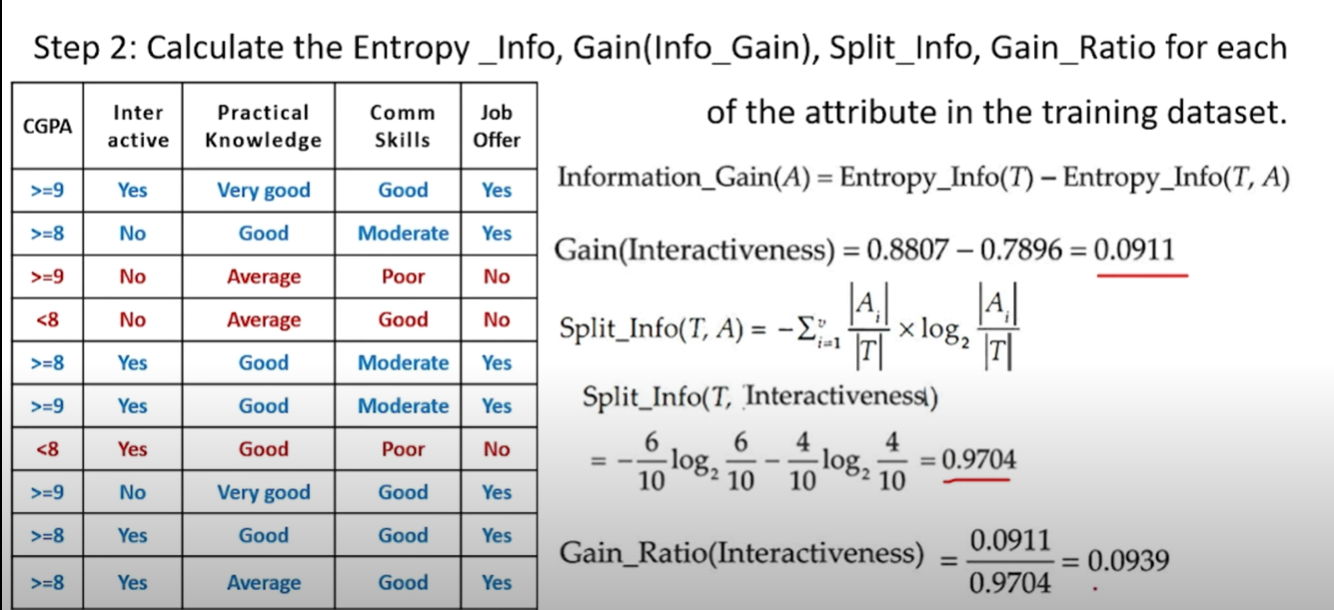 Step 2: Calculate the Entropy _Info, Gain(Info_Gain), Split_Info, Gain_Ratio for each
of the attribute in the training dataset.
CGPA | Inter active | Practical Knowledge | Comm Skills | Job Offer
>=9 | Yes | Very good | Good | Yes
>=8 | No | Good | Moderate | Yes
>=9 | No | Average | Poor | No
<8 | No | Average | Good | No
>=8 | Yes | Good | Moderate | Yes
>=9 | Yes | Good | Moderate | Yes
<8 | Yes | Good | Poor | No
>=9 | No | Very good | Good | Yes
>=8 | Yes | Good | Good | Yes
>=8 | Yes | Average | Good | Yes
Information_Gain(A) = Entropy_Info(T) – Entropy_Info(T, A)
Gain(Interactiveness) = 0.8807 – 0.7896 = 0.0911
Split_Info(T, A) = −Σᵛᵢ₌₁ |Aᵢ|/|T| × log₂ |Aᵢ|/|T|
Split_Info(T, Interactiveness)
= −6/10 log₂ 6/10 − 4/10 log₂ 4/10 = 0.9704
Gain_Ratio(Interactiveness) = 0.0911/0.9704 = 0.0939